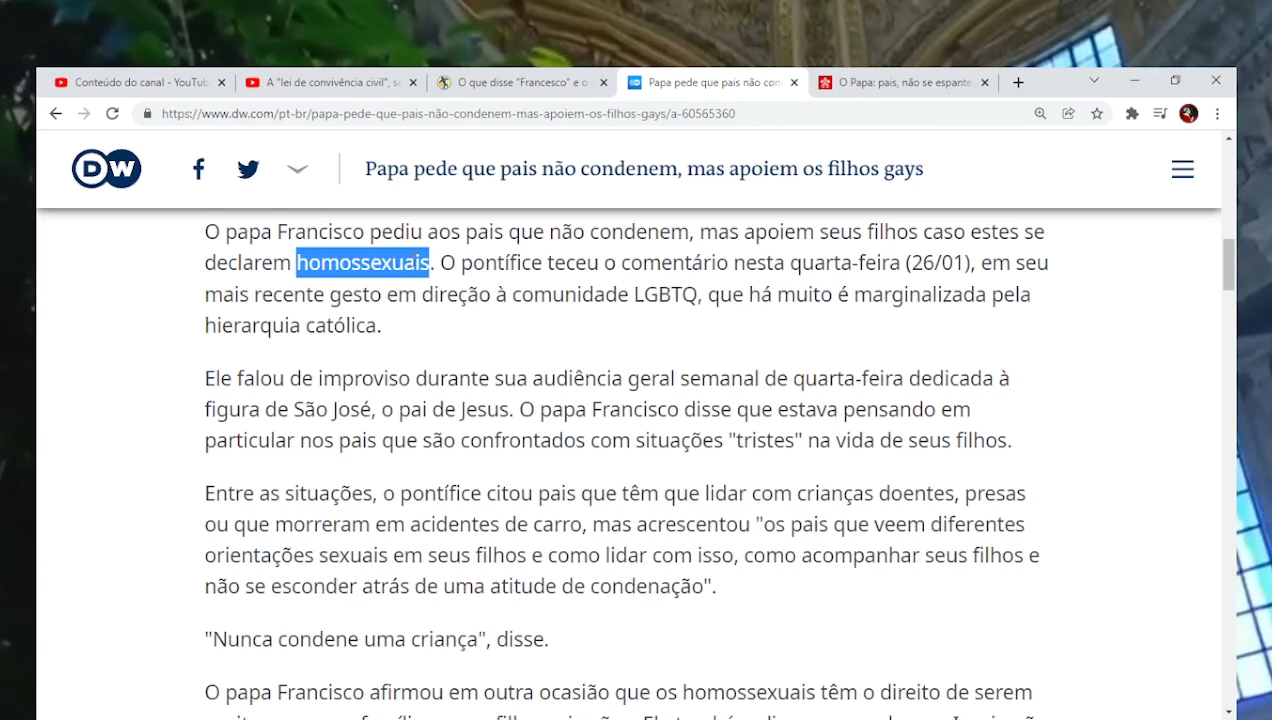 Conteúdo do canal - YouTub
A "lei de convivência civil", se
O que disse "Francesco" e o
Papa pede que pais não con
O Papa: pais, não se espante
https://www.dw.com/pt-br/papa-pede-que-pais-não-condenem-mas-apoiem-os-filhos-gays/a-60565360
DW
Papa pede que pais não condenem, mas apoiem os filhos gays
O papa Francisco pediu aos pais que não condenem, mas apoiem seus filhos caso estes se
declarem homossexuais. O pontífice teceu o comentário nesta quarta-feira (26/01), em seu
mais recente gesto em direção à comunidade LGBTQ, que há muito é marginalizada pela
hierarquia católica.
Ele falou de improviso durante sua audiência geral semanal de quarta-feira dedicada à
figura de São José, o pai de Jesus. O papa Francisco disse que estava pensando em
particular nos pais que são confrontados com situações "tristes" na vida de seus filhos.
Entre as situações, o pontífice citou pais que têm que lidar com crianças doentes, presas
ou que morreram em acidentes de carro, mas acrescentou "os pais que veem diferentes
orientações sexuais em seus filhos e como lidar com isso, como acompanhar seus filhos e
não se esconder atrás de uma atitude de condenação".
"Nunca condene uma criança", disse.
O papa Francisco afirmou em outra ocasião que os homossexuais têm o direito de serem